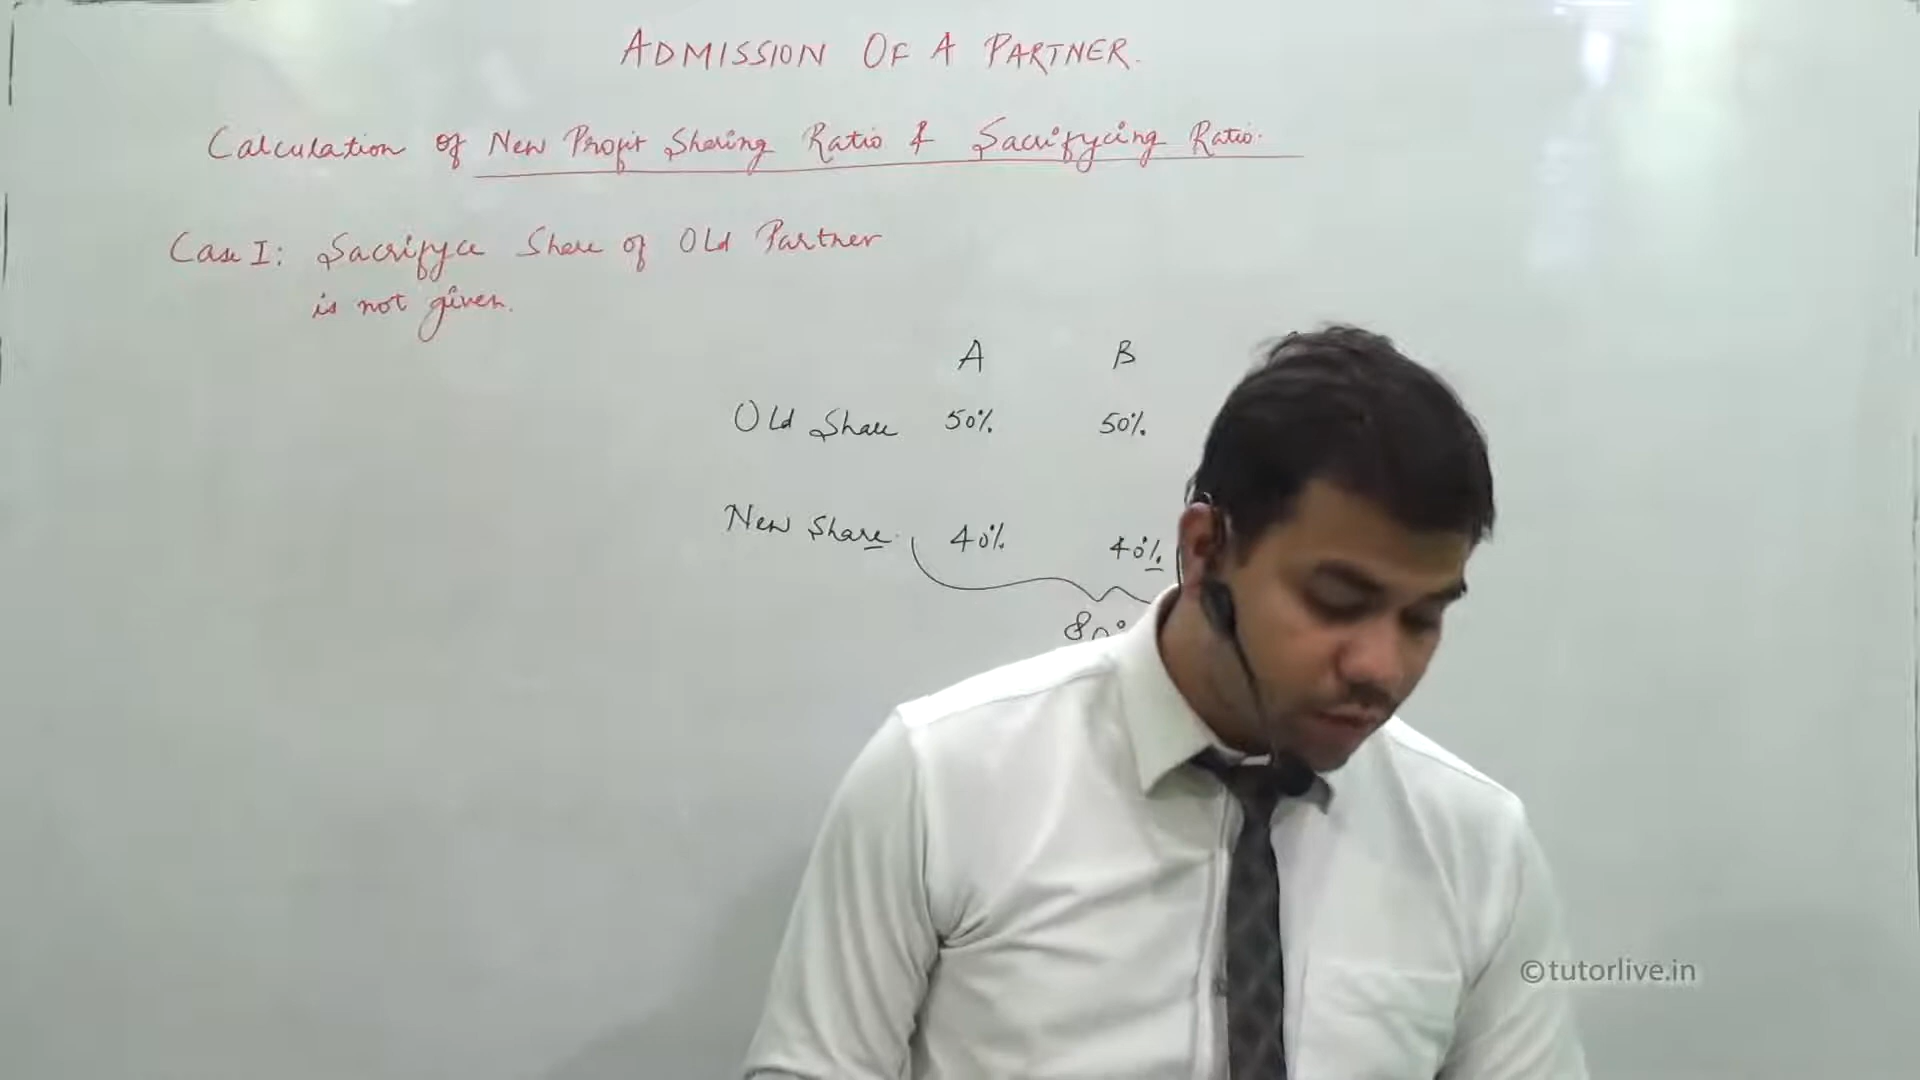 ADMISSION OF A PARTNER.
Calculation of New Profit Sharing Ratio & Sacrifycing Ratio.
Case I: Sacrifyce Share of Old Partner
is not given.
A B
Old Share 50% 50%
New Share 40% 40%
©tutorlive.in